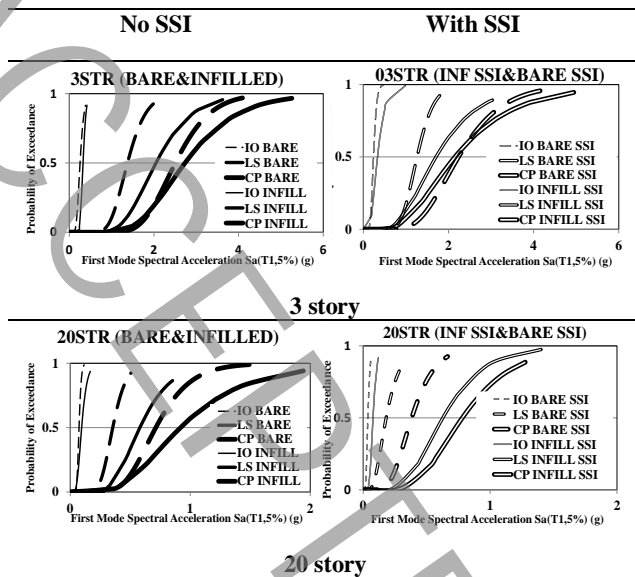 No SSI
With SSI
3STR (BARE&INFILLED)
1
0.5
0
0
2
4
6
Probability of Exceedance
First Mode Spectral Acceleration Sa(T1,5%) (g)
IO BARE
LS BARE
CP BARE
IO INFILL
LS INFILL
CP INFILL
03STR (INF SSI&BARE SSI)
1
0.5
0
0
2
4
6
First Mode Spectral Acceleration Sa(T1,5%) (g)
IO BARE SSI
LS BARE SSI
CP BARE SSI
IO INFILL SSI
LS INFILL SSI
CP INFILL SSI
3 story
20STR (BARE&INFILLED)
1
0.5
0
0
1
2
Probability of Exceedance
First Mode Spectral Acceleration Sa(T1,5%) (g)
IO BARE
LS BARE
CP BARE
IO INFILL
LS INFILL
CP INFILL
20STR (INF SSI&BARE SSI)
1
0.5
0
0
1
2
Probability of Exceedance
First Mode Spectral Acceleration Sa(T1,5%) (g)
IO BARE SSI
LS BARE SSI
CP BARE SSI
IO INFILL SSI
LS INFILL SSI
CP INFILL SSI
20 story